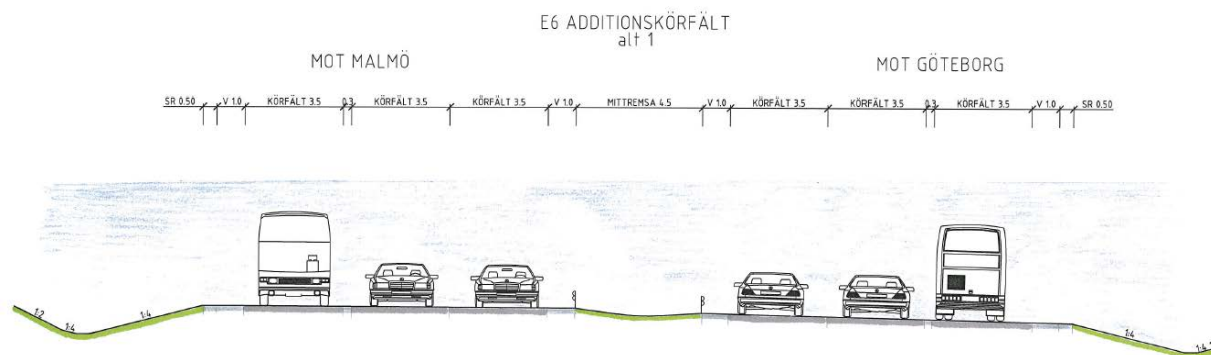 E6 ADDITIONSKÖRFÄLT
alt 1
MOT MALMÖ
MOT GÖTEBORG
SR 0.50 V 1.0 KÖRFÄLT 3.5 0.3 KÖRFÄLT 3.5 KÖRFÄLT 3.5 V 1.0 MITTREMSA 4.5 V 1.0 KÖRFÄLT 3.5 KÖRFÄLT 3.5 0.3 KÖRFÄLT 3.5 V 1.0 SR 0.50
1:2 1:4 1:4 1:4 1:4